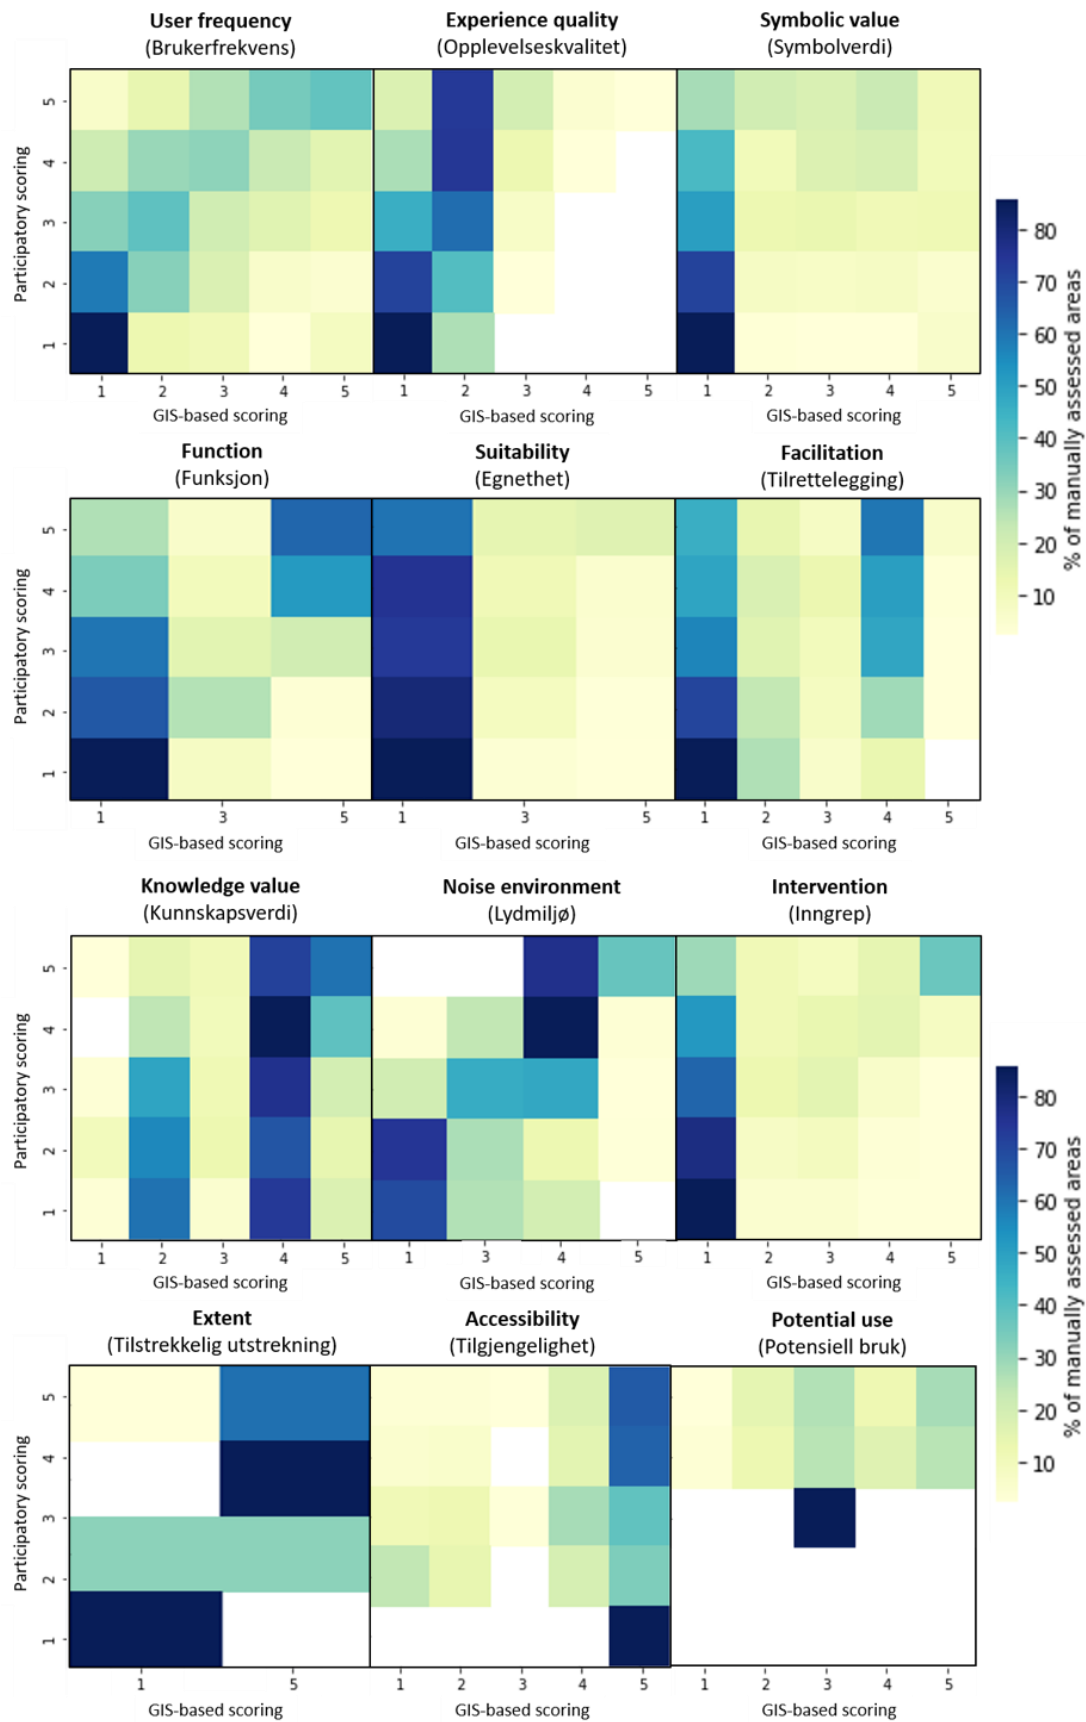 User frequency
(Brukerfrekvens)
Experience quality
(Opplevelseskvalitet)
Symbolic value
(Symbolverdi)
Participatory scoring
5
4
3
2
1
1 2 3 4 5
1 2 3 4 5
1 2 3 4 5
GIS-based scoring
GIS-based scoring
GIS-based scoring
Function
(Funksjon)
Suitability
(Egnethet)
Facilitation
(Tilrettelegging)
Participatory scoring
5
4
3
2
1
1 3 5
1 3 5
1 2 3 4 5
GIS-based scoring
GIS-based scoring
GIS-based scoring
80
70
60
50
40
30
20
10
% of manually assessed areas
Knowledge value
(Kunnskapsverdi)
Noise environment
(Lydmiljø)
Intervention
(Inngrep)
Participatory scoring
5
4
3
2
1
1 2 3 4 5
1 3 4 5
1 2 3 4 5
GIS-based scoring
GIS-based scoring
GIS-based scoring
Extent
(Tilstrekkelig utstrekning)
Accessibility
(Tilgjengelighet)
Potential use
(Potensiell bruk)
Participatory scoring
5
4
3
2
1
1 5
1 2 3 4 5
1 2 3 4 5
GIS-based scoring
GIS-based scoring
GIS-based scoring
80
70
60
50
40
30
20
10
% of manually assessed areas